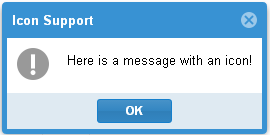 Icon Support
Here is a message with an icon!
OK